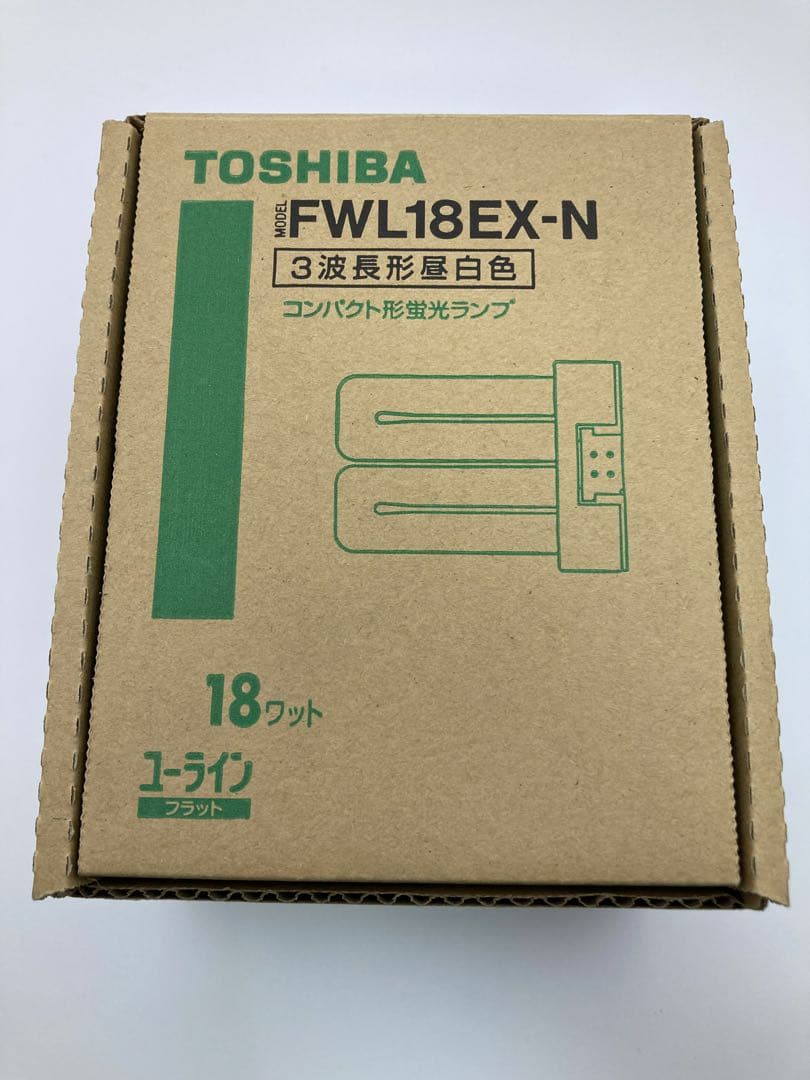 TOSHIBA
MODEL FWL18EX-N
3波長形昼白色
コンパクト形蛍光ランプ
18ワット
ユーライン
フラット